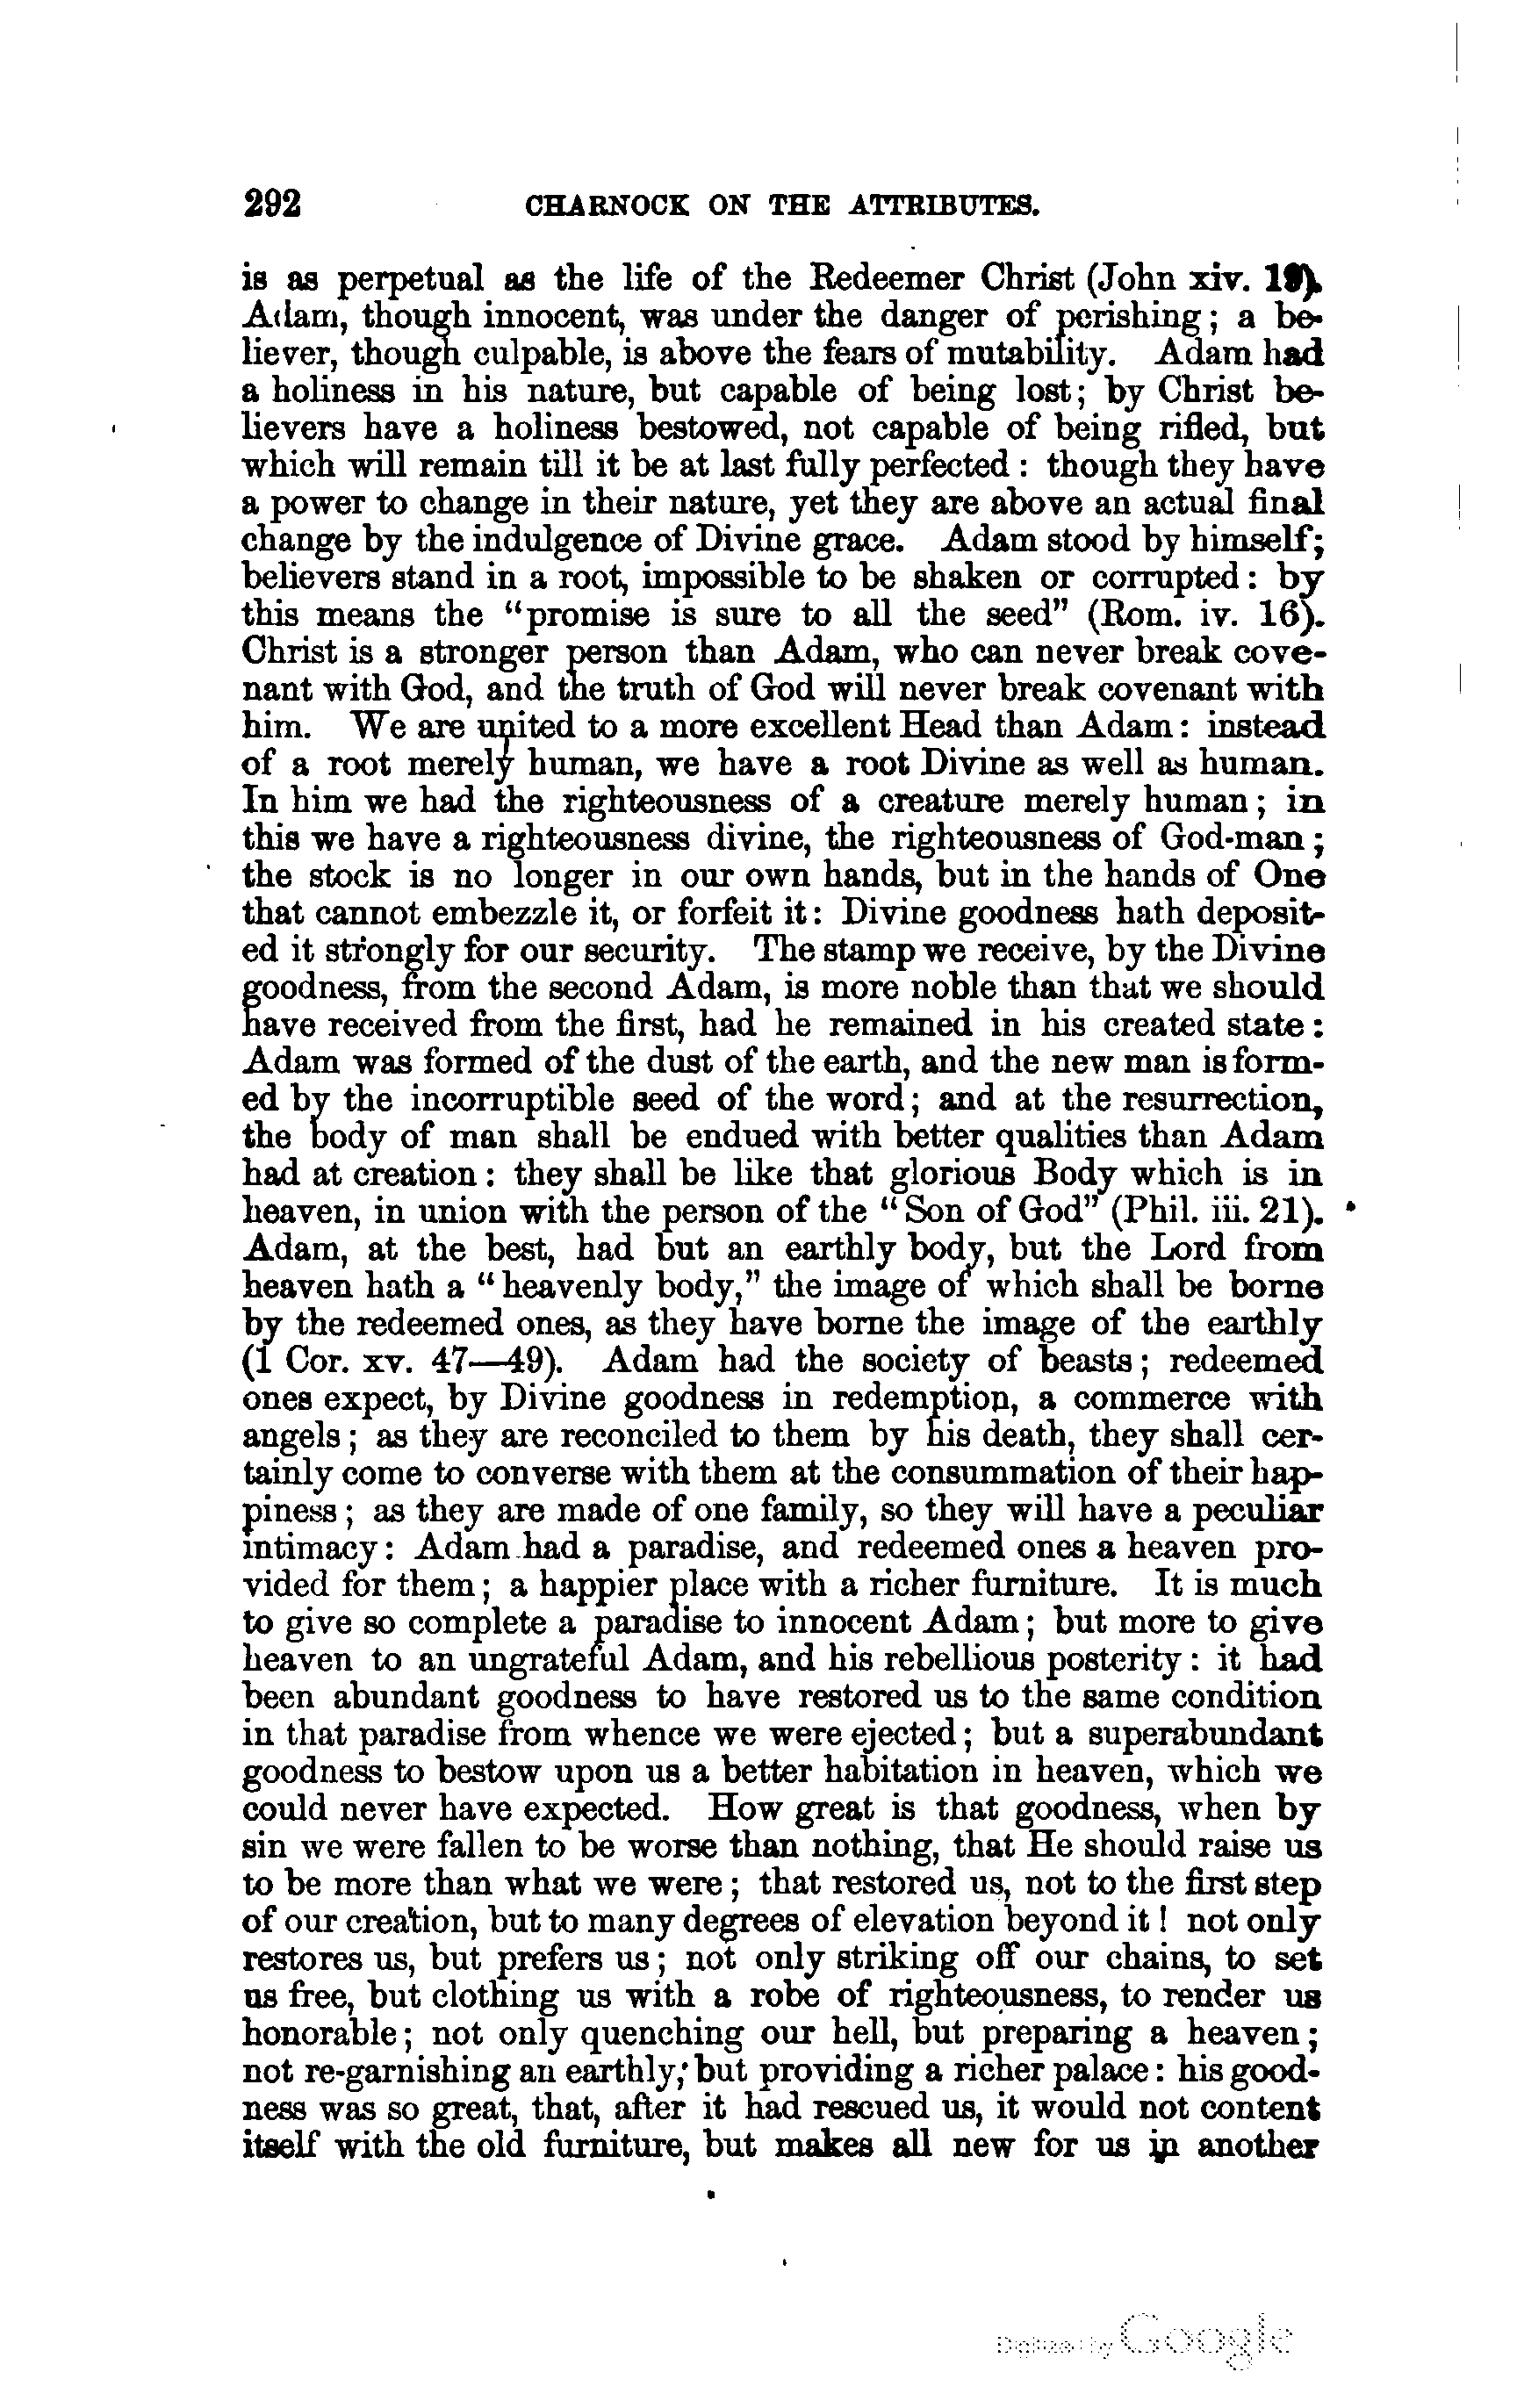 292 CHARNOCK ON THE ATTRIBUTES.
is as perpetual as the life of the Redeemer Christ (John xiv. 19).
Adam, though innocent, was under the danger of perishing; a be-
liever, though culpable, is above the fears of mutability. Adam had
a holiness in his nature, but capable of being lost; by Christ be-
lievers have a holiness bestowed, not capable of being rifled, but
which will remain till it be at last fully perfected: though they have
a power to change in their nature, yet they are above an actual final
change by the indulgence of Divine grace. Adam stood by himself;
believers stand in a root, impossible to be shaken or corrupted: by
this means the "promise is sure to all the seed" (Rom. iv. 16).
Christ is a stronger person than Adam, who can never break cove-
nant with God, and the truth of God will never break covenant with
him. We are united to a more excellent Head than Adam: instead
of a root merely human, we have a root Divine as well as human.
In him we had the righteousness of a creature merely human; in
this we have a righteousness divine, the righteousness of God-man;
the stock is no longer in our own hands, but in the hands of One
that cannot embezzle it, or forfeit it: Divine goodness hath deposit-
ed it strongly for our security. The stamp we receive, by the Divine
goodness, from the second Adam, is more noble than that we should
have received from the first, had he remained in his created state:
Adam was formed of the dust of the earth, and the new man is form-
ed by the incorruptible seed of the word; and at the resurrection,
the body of man shall be endued with better qualities than Adam
had at creation: they shall be like that glorious Body which is in
heaven, in union with the person of the "Son of God" (Phil. iii. 21).
Adam, at the best, had but an earthly body, but the Lord from
heaven hath a "heavenly body," the image of which shall be borne
by the redeemed ones, as they have borne the image of the earthly
(1 Cor. xv. 47—49). Adam had the society of beasts; redeemed
ones expect, by Divine goodness in redemption, a commerce with
angels; as they are reconciled to them by his death, they shall cer-
tainly come to converse with them at the consummation of their hap-
piness; as they are made of one family, so they will have a peculiar
intimacy: Adam had a paradise, and redeemed ones a heaven pro-
vided for them; a happier place with a richer furniture. It is much
to give so complete a paradise to innocent Adam; but more to give
heaven to an ungrateful Adam, and his rebellious posterity: it had
been abundant goodness to have restored us to the same condition
in that paradise from whence we were ejected; but a superabundant
goodness to bestow upon us a better habitation in heaven, which we
could never have expected. How great is that goodness, when by
sin we were fallen to be worse than nothing, that He should raise us
to be more than what we were; that restored us, not to the first step
of our creation, but to many degrees of elevation beyond it! not only
restores us, but prefers us; not only striking off our chains, to set
us free, but clothing us with a robe of righteousness, to render us
honorable; not only quenching our hell, but preparing a heaven;
not re-garnishing an earthly, but providing a richer palace: his good-
ness was so great, that, after it had rescued us, it would not content
itself with the old furniture, but makes all new for us in another
Digitized by Google